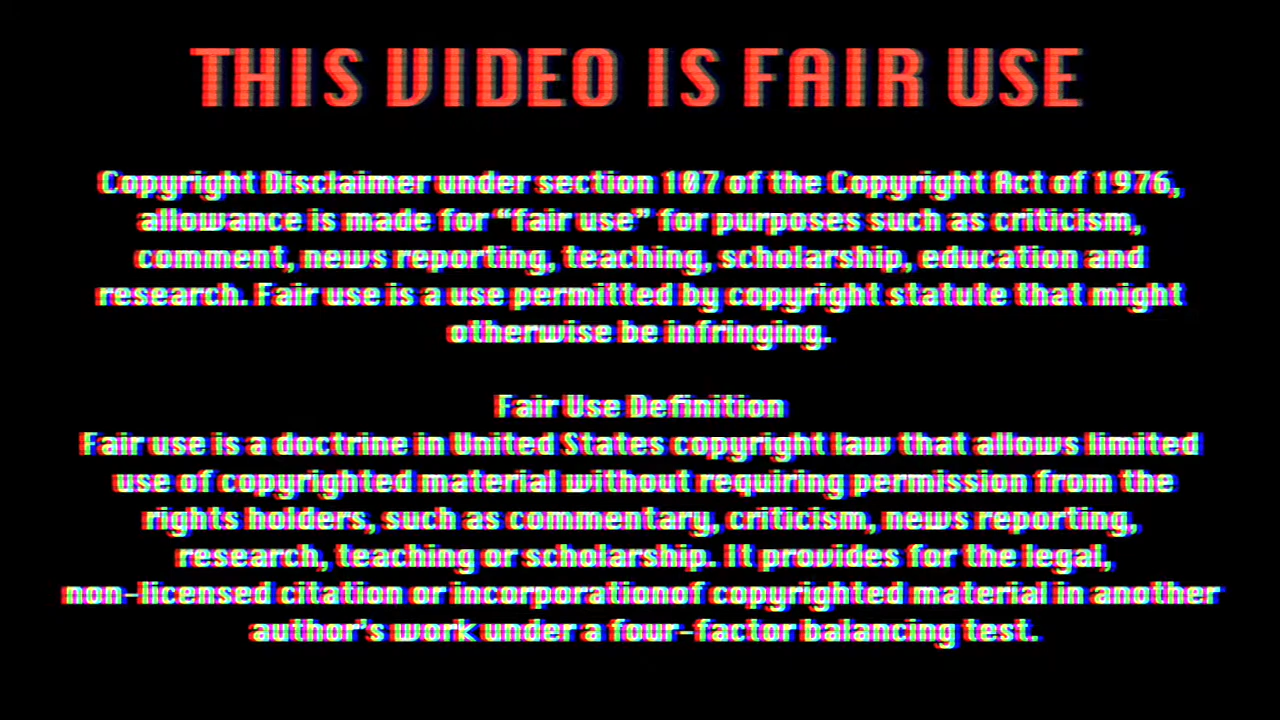 THIS VIDEO IS FAIR USE
Copyright Disclaimer under section 107 of the Copyright Act of 1976,
allowance is made for “fair use” for purposes such as criticism,
comment, news reporting, teaching, scholarship, education and
research. Fair use is a use permitted by copyright statute that might
otherwise be infringing.
Fair Use Definition
Fair use is a doctrine in United States copyright law that allows limited
use of copyrighted material without requiring permission from the
rights holders, such as commentary, criticism, news reporting,
research, teaching or scholarship. It provides for the legal,
non-licensed citation or incorporationof copyrighted material in another
author's work under a four-factor balancing test.